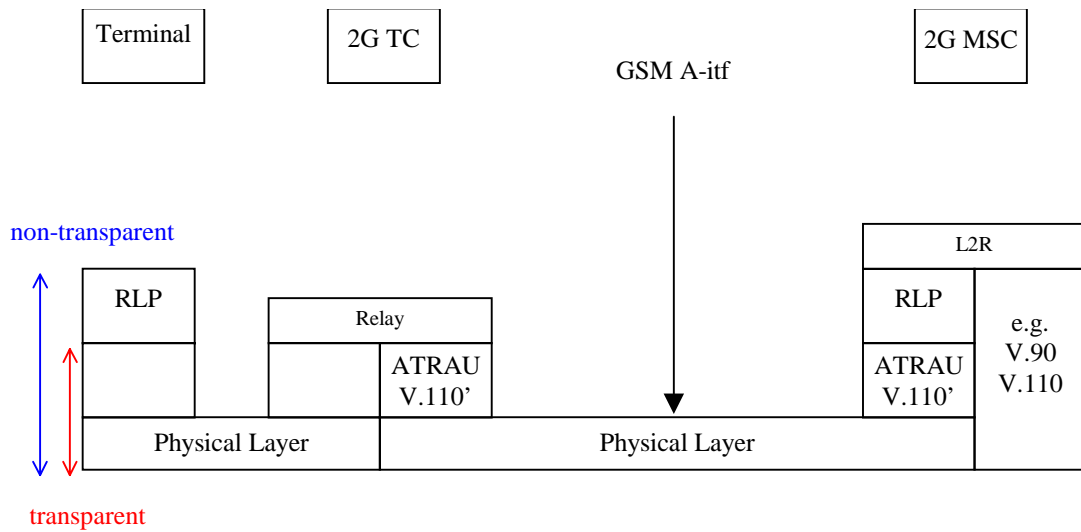 Terminal
2G TC
2G MSC
GSM A-itf
non-transparent
L2R
RLP
RLP
Relay
e.g.
V.90
V.110
ATRAU
V.110’
ATRAU
V.110’
Physical Layer
Physical Layer
transparent